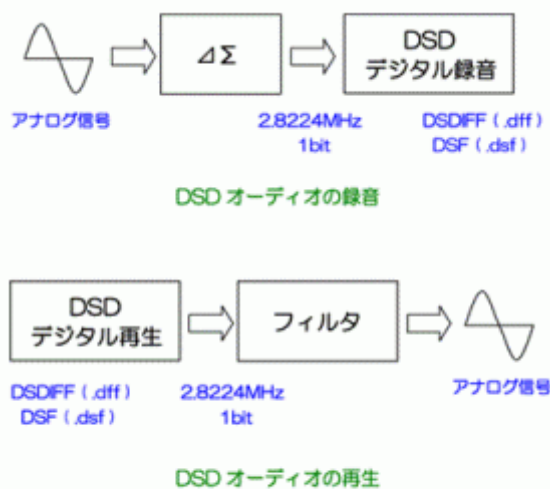 ⊿Σ
DSD
デジタル録音
アナログ信号
2.8224MHz
1bit
DSDIFF ( .dff )
DSF ( .dsf )
DSD オーディオの録音
DSD
デジタル再生
フィルタ
DSDIFF ( .dff )
DSF ( .dsf )
2.8224MHz
1bit
アナログ信号
DSD オーディオの再生